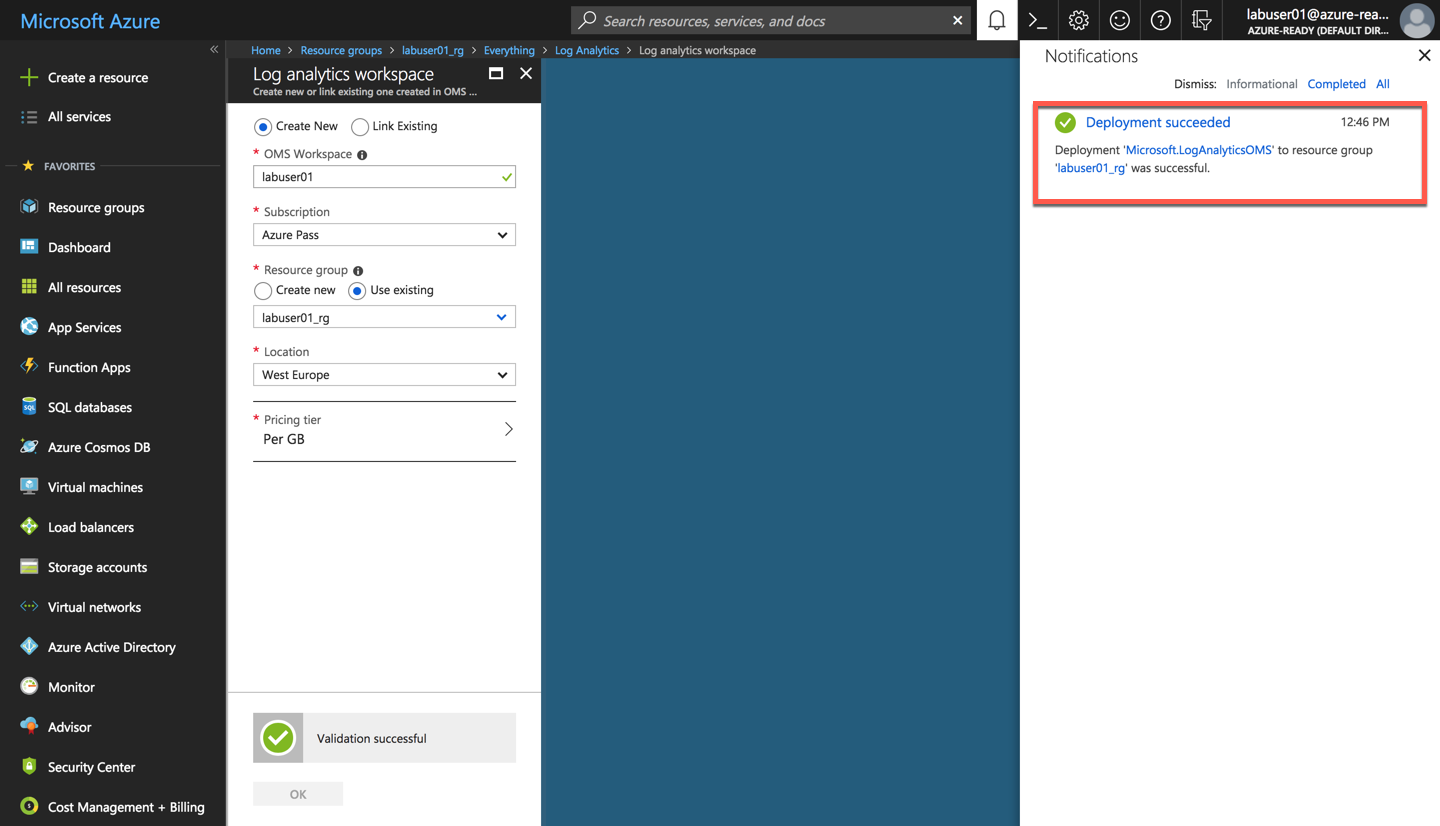 Microsoft Azure
Search resources, services, and docs
labuser01@azure-rea...
AZURE-READY (DEFAULT DIR...
Create a resource
All services
FAVORITES
Resource groups
Dashboard
All resources
App Services
Function Apps
SQL databases
Azure Cosmos DB
Virtual machines
Load balancers
Storage accounts
Virtual networks
Azure Active Directory
Monitor
Advisor
Security Center
Cost Management + Billing
Home > Resource groups > labuser01_rg > Everything > Log Analytics > Log analytics workspace
Log analytics workspace
Create new or link existing one created in OMS ...
Create New Link Existing
* OMS Workspace
labuser01
* Subscription
Azure Pass
* Resource group
Create new Use existing
labuser01_rg
* Location
West Europe
* Pricing tier
Per GB
Validation successful
OK
Notifications
Dismiss: Informational Completed All
Deployment succeeded 12:46 PM
Deployment 'Microsoft.LogAnalyticsOMS' to resource group
'labuser01_rg' was successful.